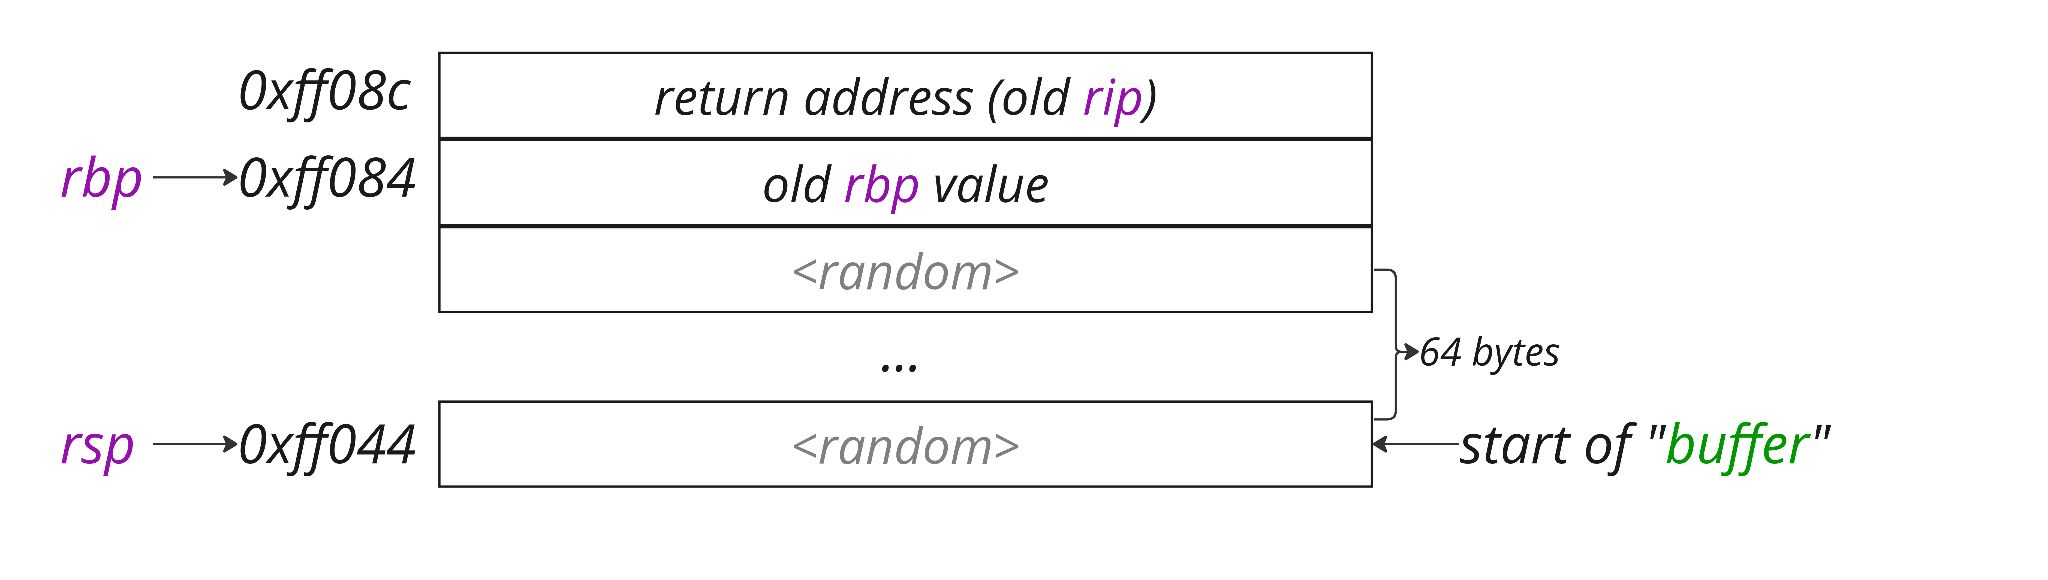 0xff08c
return address (old rip)
rbp
0xff084
old rbp value
<random>
...
64 bytes
rsp
0xff044
<random>
start of "buffer"